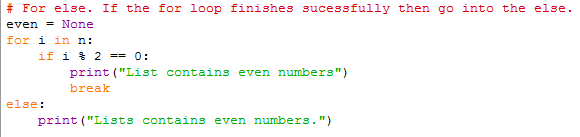 # For else. If the for loop finishes sucessfully then go into the else.
even = None
for i in n:
    if i % 2 == 0:
        print("List contains even numbers")
        break
else:
    print("Lists contains even numbers.")